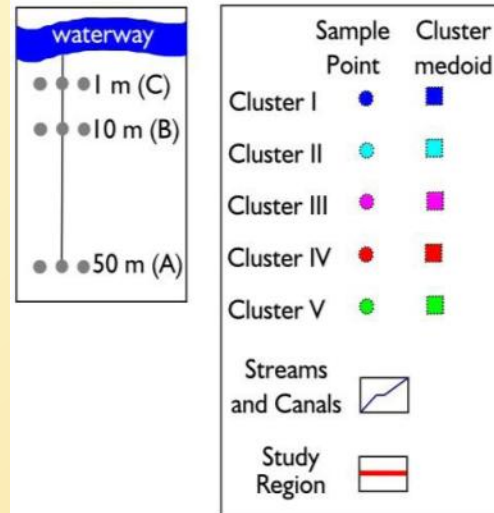 waterway
1 m (C)
10 m (B)
50 m (A)
Sample Cluster
Point medoid
Cluster I
Cluster II
Cluster III
Cluster IV
Cluster V
Streams
and Canals
Study
Region